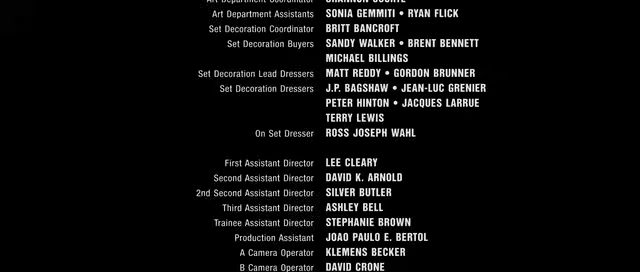 Art Department Assistants SONIA GEMMITI • RYAN FLICK
Set Decoration Coordinator BRITT BANCROFT
Set Decoration Buyers SANDY WALKER • BRENT BENNETT
MICHAEL BILLINGS
Set Decoration Lead Dressers MATT REDDY • GORDON BRUNNER
Set Decoration Dressers J.P. BAGSHAW • JEAN-LUC GRENIER
PETER HINTON • JACQUES LARRUE
TERRY LEWIS
On Set Dresser ROSS JOSEPH WAHL
First Assistant Director LEE CLEARY
Second Assistant Director DAVID K. ARNOLD
2nd Second Assistant Director SILVER BUTLER
Third Assistant Director ASHLEY BELL
Trainee Assistant Director STEPHANIE BROWN
Production Assistant JOAO PAULO E. BERTOL
A Camera Operator KLEMENS BECKER
B Camera Operator DAVID CRONE